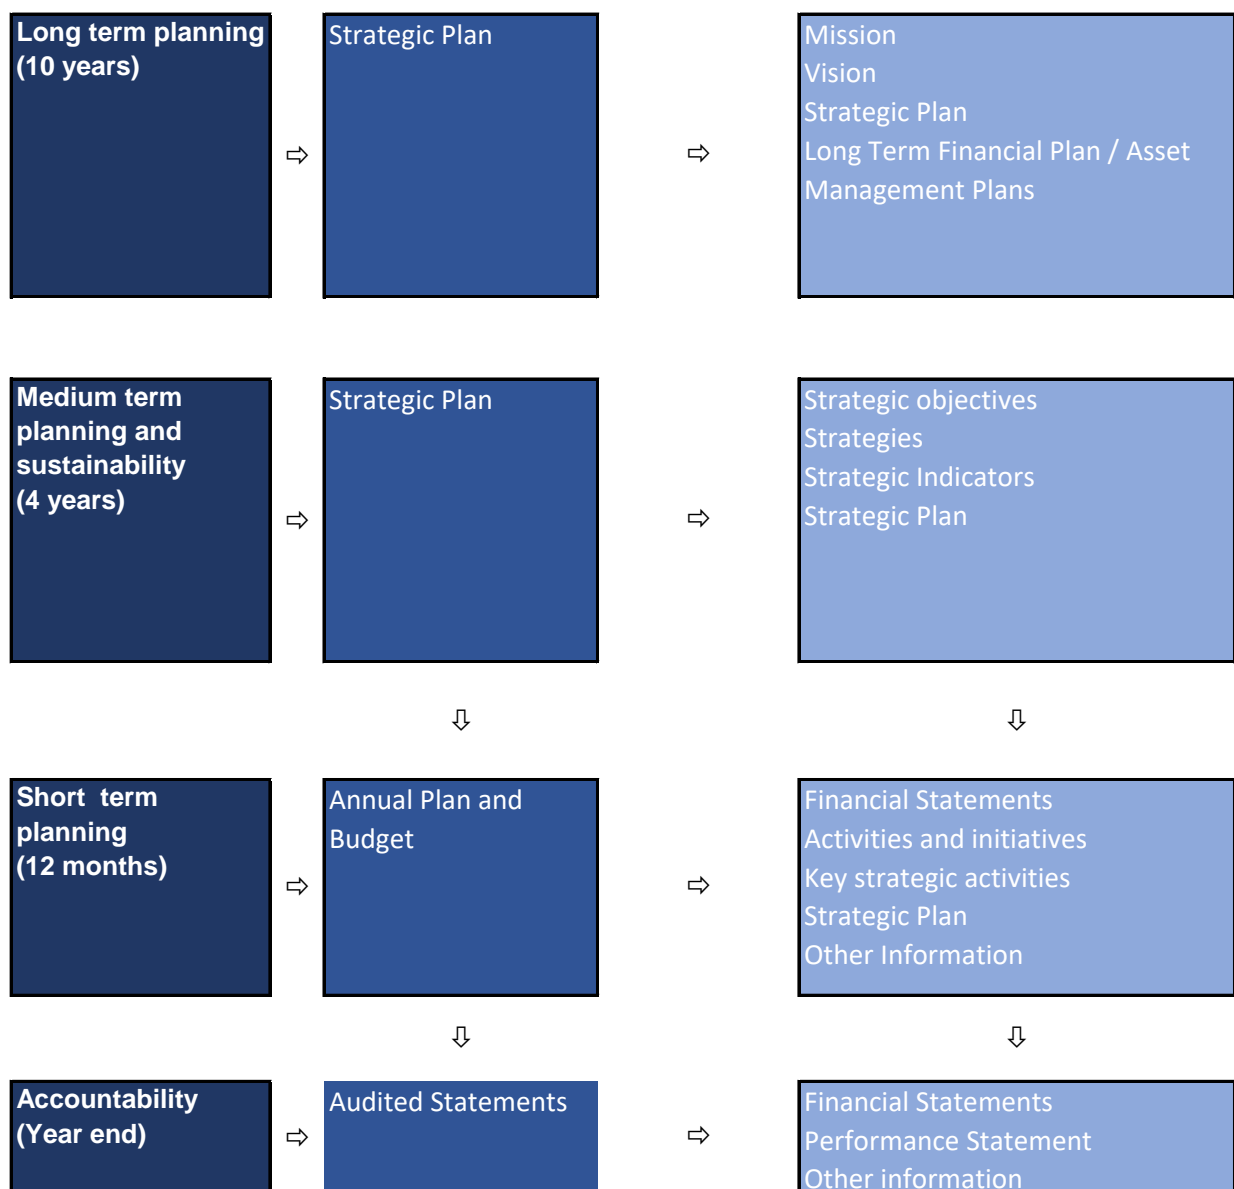 Long term planning
(10 years)
Strategic Plan
Mission
Vision
Strategic Plan
Long Term Financial Plan / Asset
Management Plans
Medium term
planning and
sustainability
(4 years)
Strategic Plan
Strategic objectives
Strategies
Strategic Indicators
Strategic Plan
Short term
planning
(12 months)
Annual Plan and
Budget
Financial Statements
Activities and initiatives
Key strategic activities
Strategic Plan
Other Information
Accountability
(Year end)
Audited Statements
Financial Statements
Performance Statement
Other information